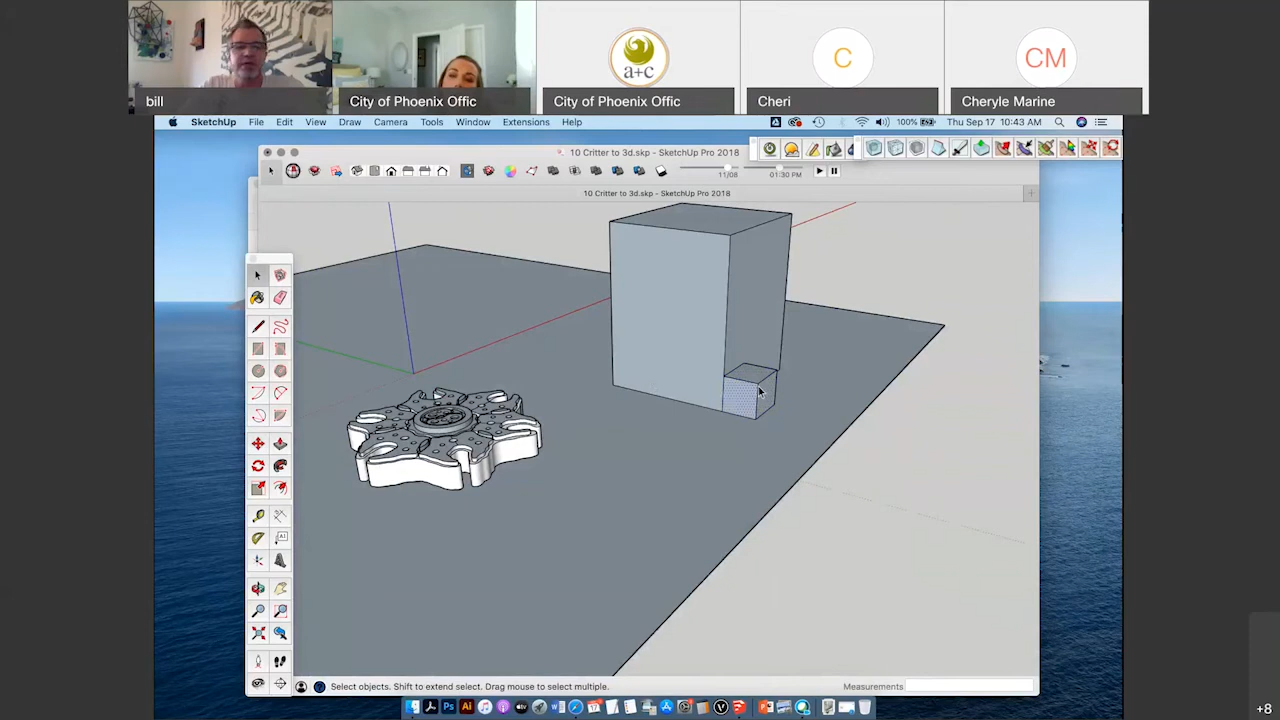 a+c
C
CM
bill
City of Phoenix Offic
City of Phoenix Offic
Cheri
Cheryle Marine
SketchUp File Edit View Draw Camera Tools Window Extensions Help
100%
Thu Sep 17 10:43 AM
10 Critter to 3d.skp - SketchUp Pro 2018
11/08
01:30 PM
10 Critter to 3d.skp - SketchUp Pro 2018
Select objects. Shift to extend select. Drag mouse to select multiple.
Measurements
+8